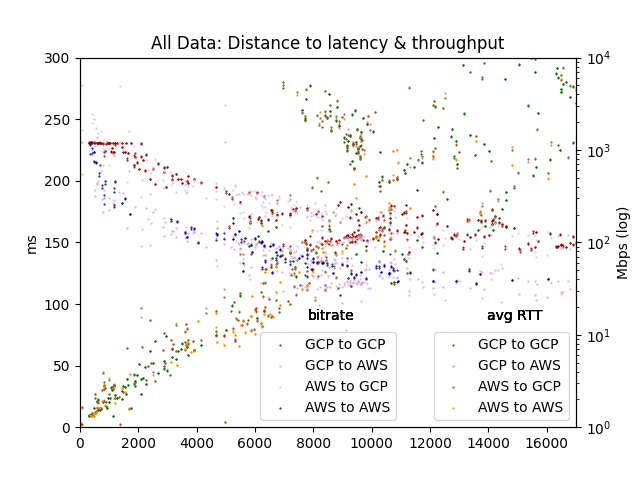 All Data: Distance to latency & throughput
300
250
200
150
100
50
0
ms
10^4
10^3
10^2
10^1
10^0
Mbps (log)
bitrate
GCP to GCP
GCP to AWS
AWS to GCP
AWS to AWS
avg RTT
GCP to GCP
GCP to AWS
AWS to GCP
AWS to AWS
0 2000 4000 6000 8000 10000 12000 14000 16000